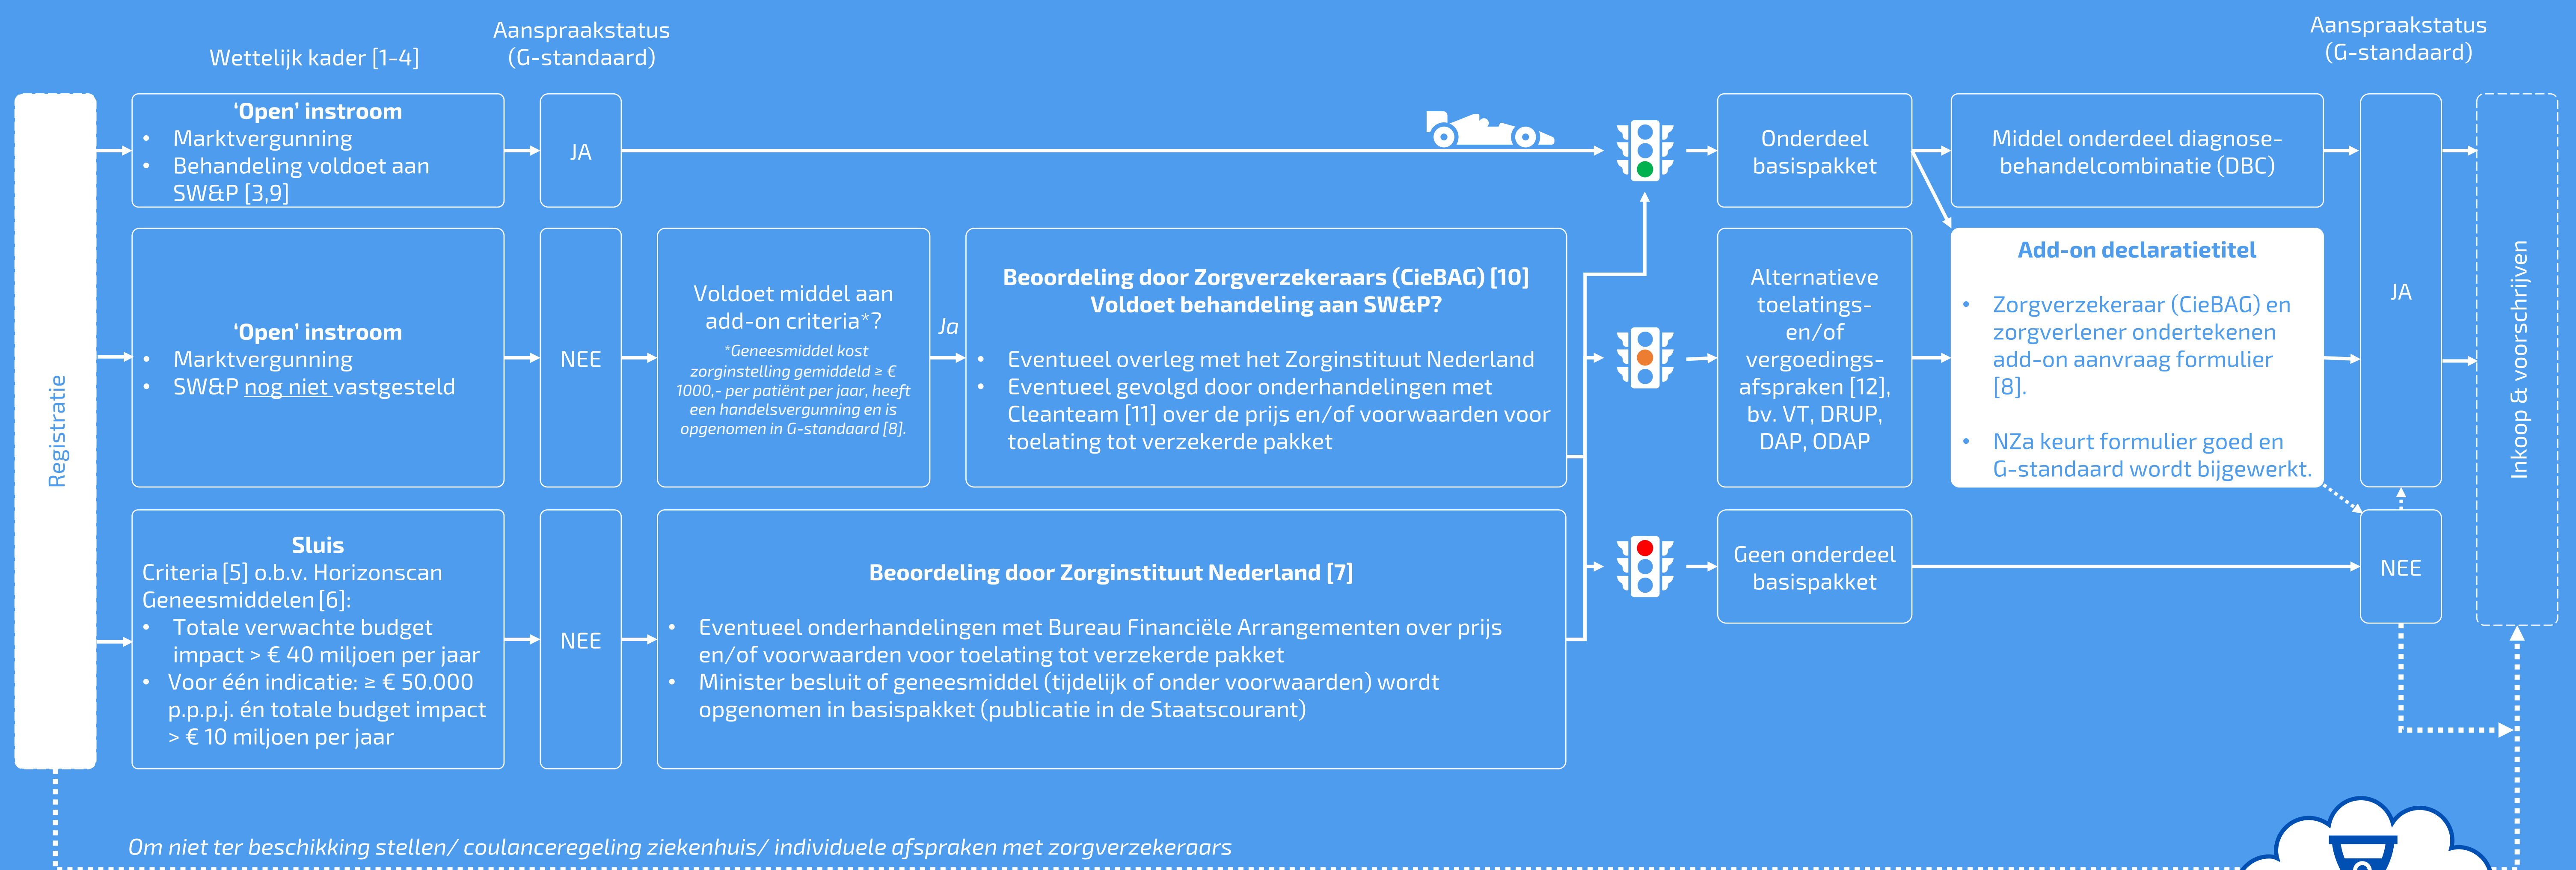 Wettelijk kader [1-4]
Aanspraakstatus
(G-standaard)
Aanspraakstatus
(G-standaard)
Registratie
‘Open’ instroom
• Marktvergunning
• Behandeling voldoet aan
SW&P [3,9]
JA
Onderdeel
basispakket
Middel onderdeel diagnose-
behandelcombinatie (DBC)
‘Open’ instroom
• Marktvergunning
• SW&P nog niet vastgesteld
NEE
Voldoet middel aan
add-on criteria*?
*Geneesmiddel kost
zorginstelling gemiddeld ≥ €
1000,- per patiënt per jaar, heeft
een handelsvergunning en is
opgenomen in G-standaard [8].
Ja
Beoordeling door Zorgverzekeraars (CieBAG) [10]
Voldoet behandeling aan SW&P?
• Eventueel overleg met het Zorginstituut Nederland
• Eventueel gevolgd door onderhandelingen met
Cleanteam [11] over de prijs en/of voorwaarden voor
toelating tot verzekerde pakket
Alternatieve
toelatings-
en/of
vergoedings-
afspraken [12],
bv. VT, DRUP,
DAP, ODAP
Add-on declaratietitel
• Zorgverzekeraar (CieBAG) en
zorgverlener ondertekenen
add-on aanvraag formulier
[8].
• NZa keurt formulier goed en
G-standaard wordt bijgewerkt.
JA
Inkoop & voorschrijven
Sluis
Criteria [5] o.b.v. Horizonscan
Geneesmiddelen [6]:
• Totale verwachte budget
impact > € 40 miljoen per jaar
• Voor één indicatie: ≥ € 50.000
p.p.p.j. én totale budget impact
> € 10 miljoen per jaar
NEE
Beoordeling door Zorginstituut Nederland [7]
• Eventueel onderhandelingen met Bureau Financiële Arrangementen over prijs
en/of voorwaarden voor toelating tot verzekerde pakket
• Minister besluit of geneesmiddel (tijdelijk of onder voorwaarden) wordt
opgenomen in basispakket (publicatie in de Staatscourant)
Geen onderdeel
basispakket
NEE
Om niet ter beschikking stellen/ coulanceregeling ziekenhuis/ individuele afspraken met zorgverzekeraars